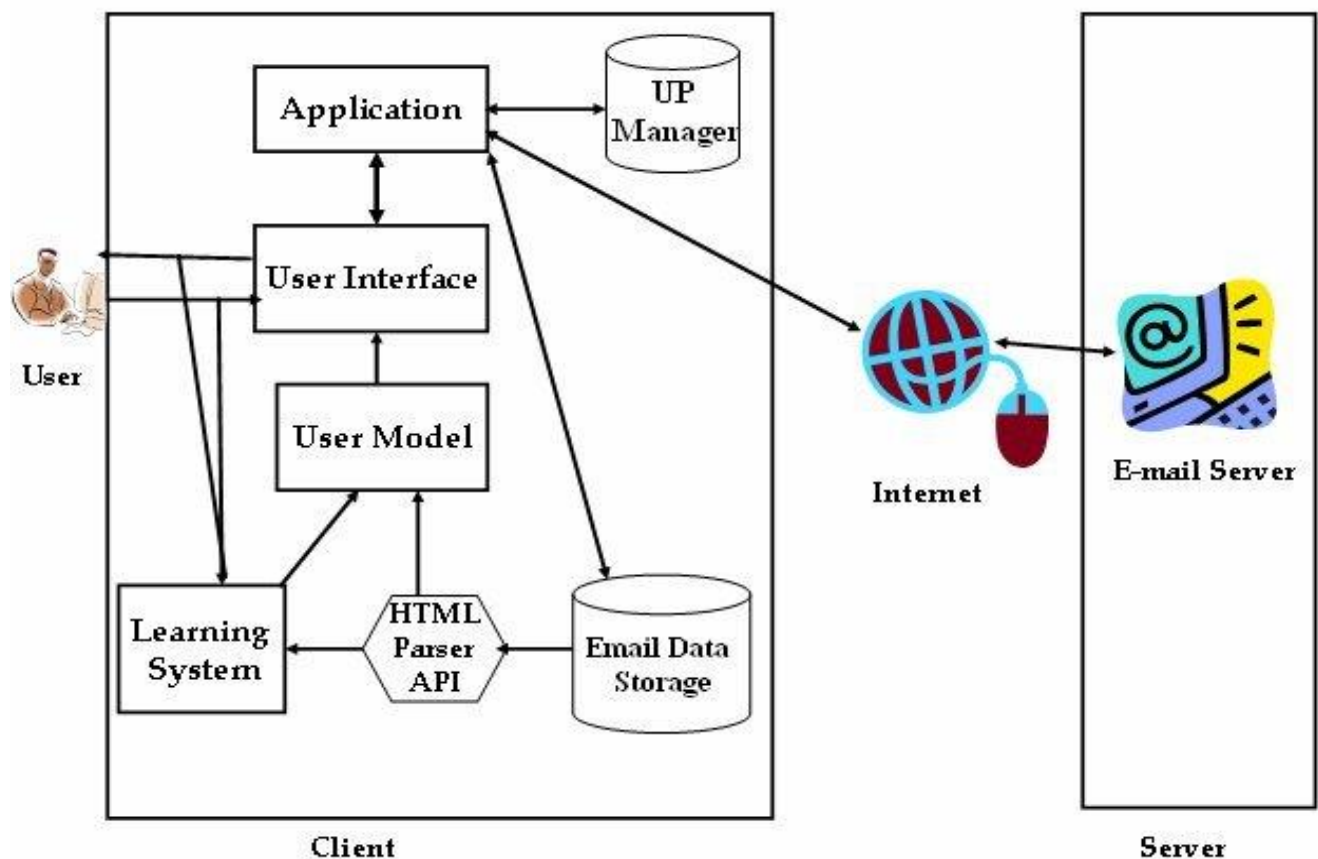 Application
UP
Manager
User Interface
User
User Model
Internet
E-mail Server
Learning
System
HTML
Parser
API
Email Data
Storage
Client
Server
@